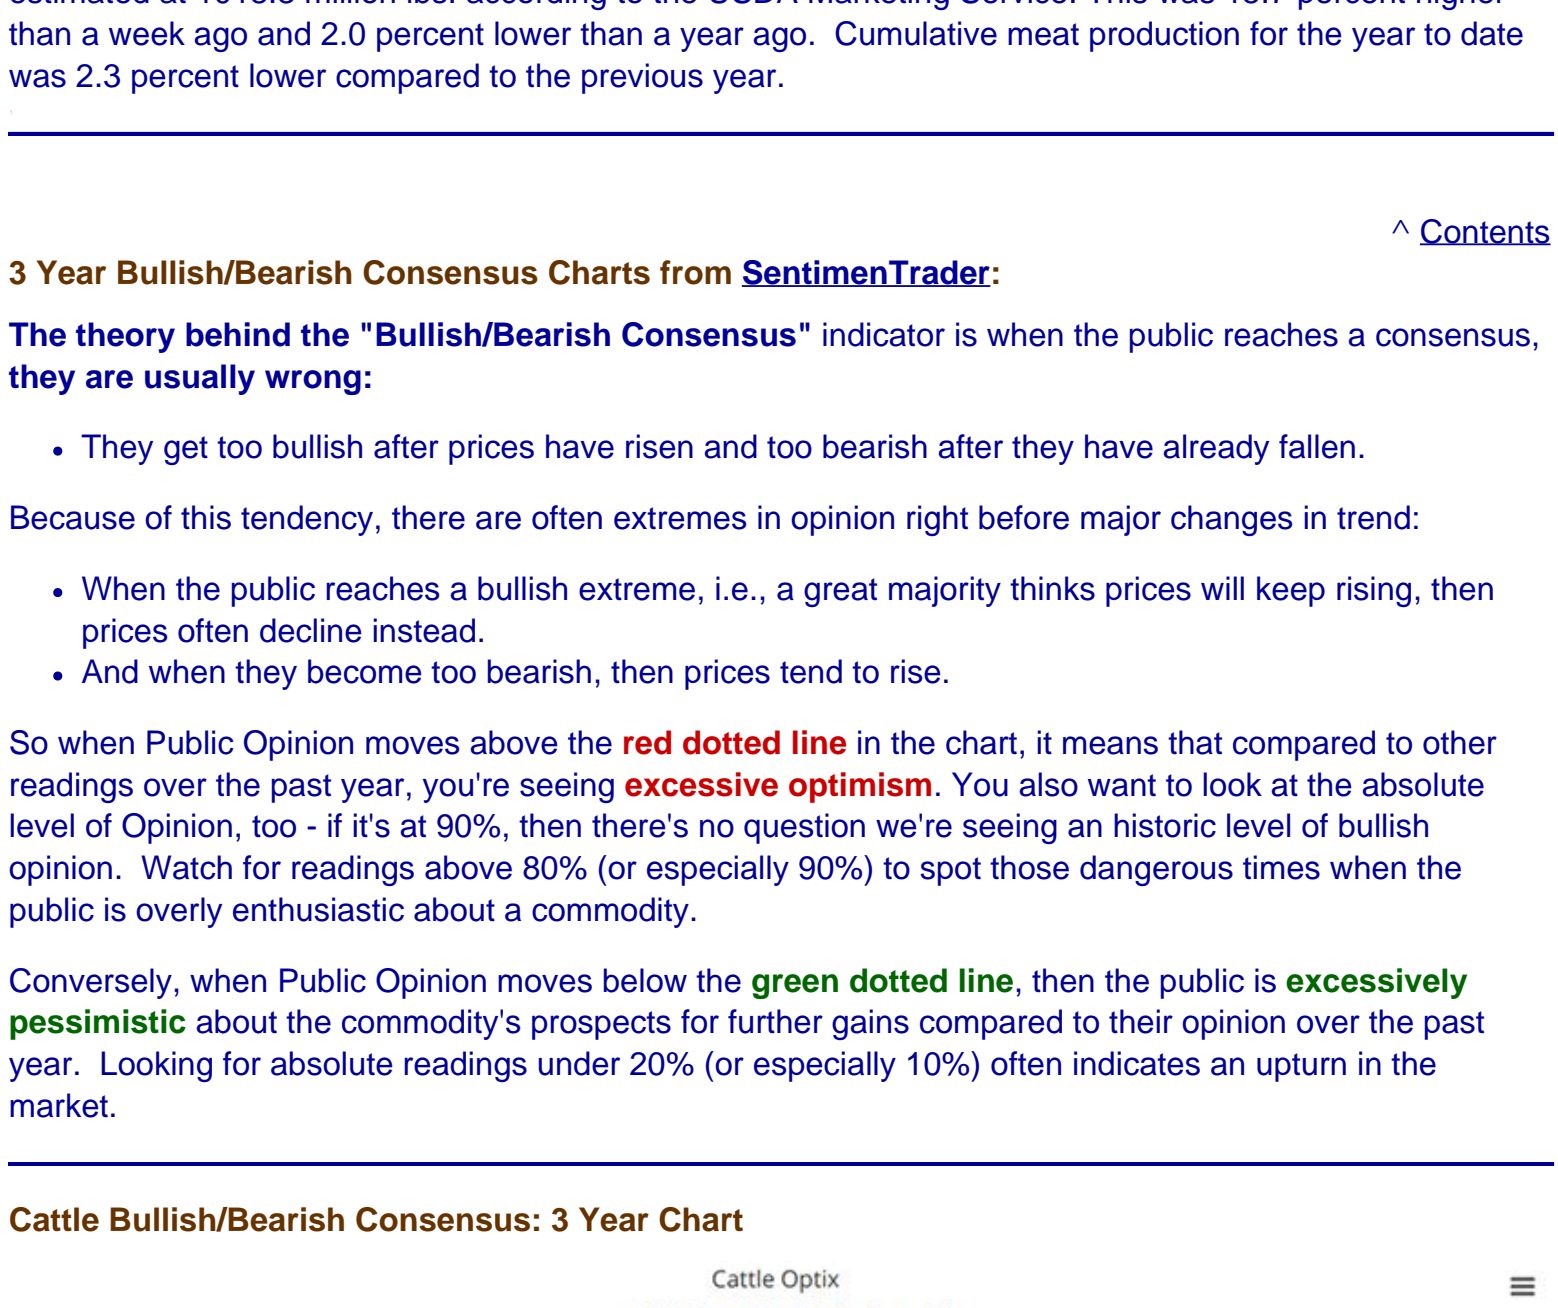 than a week ago and 2.0 percent lower than a year ago.  Cumulative meat production for the year to date
was 2.3 percent lower compared to the previous year.
^ Contents
3 Year Bullish/Bearish Consensus Charts from SentimenTrader:
The theory behind the "Bullish/Bearish Consensus" indicator is when the public reaches a consensus,
they are usually wrong:
• They get too bullish after prices have risen and too bearish after they have already fallen.
Because of this tendency, there are often extremes in opinion right before major changes in trend:
• When the public reaches a bullish extreme, i.e., a great majority thinks prices will keep rising, then
prices often decline instead.
• And when they become too bearish, then prices tend to rise.
So when Public Opinion moves above the red dotted line in the chart, it means that compared to other
readings over the past year, you're seeing excessive optimism. You also want to look at the absolute
level of Opinion, too - if it's at 90%, then there's no question we're seeing an historic level of bullish
opinion.  Watch for readings above 80% (or especially 90%) to spot those dangerous times when the
public is overly enthusiastic about a commodity.
Conversely, when Public Opinion moves below the green dotted line, then the public is excessively
pessimistic about the commodity's prospects for further gains compared to their opinion over the past
year.  Looking for absolute readings under 20% (or especially 10%) often indicates an upturn in the
market.
Cattle Bullish/Bearish Consensus: 3 Year Chart
Cattle Optix